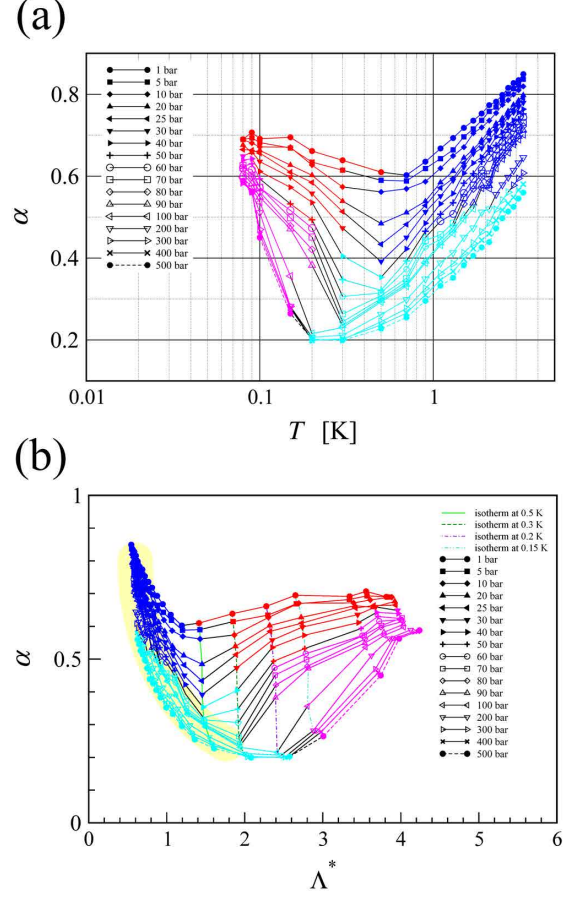 (a)
0.8
0.6
α
0.4
0.2
1 bar
5 bar
10 bar
20 bar
25 bar
30 bar
40 bar
50 bar
60 bar
70 bar
80 bar
90 bar
100 bar
200 bar
300 bar
400 bar
500 bar
0.01
0.1
1
T [K]
(b)
1
0.5
α
0
isotherm at 0.5 K
isotherm at 0.3 K
isotherm at 0.2 K
isotherm at 0.15 K
1 bar
5 bar
10 bar
20 bar
25 bar
30 bar
40 bar
50 bar
60 bar
70 bar
80 bar
90 bar
100 bar
200 bar
300 bar
400 bar
500 bar
0 1 2 3 4 5 6
Λ*